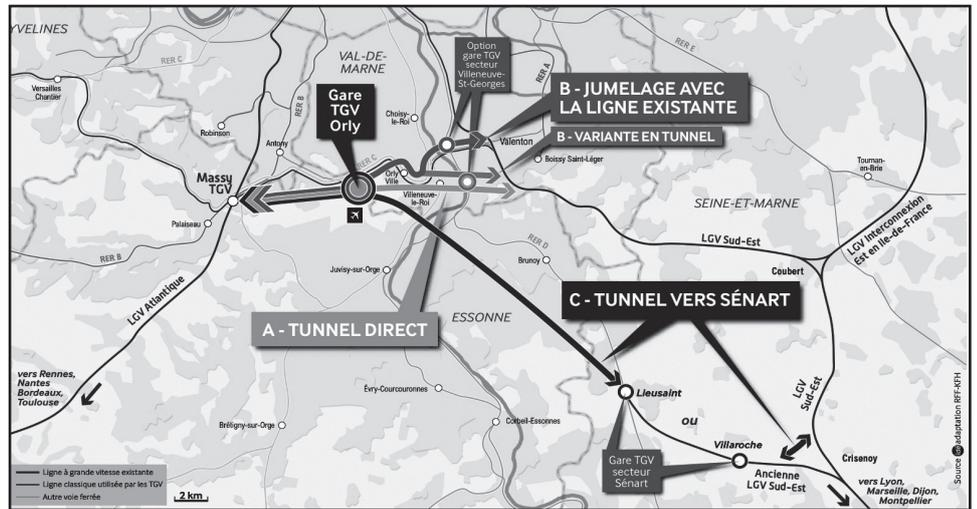 YVELINES
RER C
Versailles
Chantier
Robinson
RER B
Antony
VAL-DE-
MARNE
Gare
TGV
Orly
Choisy-
le-Roi
Option
gare TGV
secteur
Villeneuve-
St-Georges
RER A
RER E
B - JUMELAGE AVEC
LA LIGNE EXISTANTE
B - VARIANTE EN TUNNEL
Valenton
Boissy Saint-Léger
Tournan-
en-Brie
RER C
Orly
Ville
Villeneuve-
le-Roi
Massy
TGV
Palaiseau
RER B
SEINE-ET-MARNE
LGV Sud-Est
LGV Interconnexion
Est en Ile-de-France
Coubert
RER D
Brunoy
Juvisy-sur-Orge
LGV Atlantique
A - TUNNEL DIRECT
ESSONNE
C - TUNNEL VERS SÉNART
vers Rennes,
Nantes
Bordeaux,
Toulouse
Évry-Courcouronnes
Brétigny-sur-Orge
Corbeil-Essonnes
Lieusaint
ou
LGV
Sud-Est
Villaroche
Gare TGV
secteur
Sénart
Ancienne
LGV Sud-Est
Crisenoy
vers Lyon,
Marseille, Dijon,
Montpellier
Ligne à grande vitesse existante
Ligne classique utilisée par les TGV
Autre voie ferrée
2 km
Source adaptation RFF-KFH